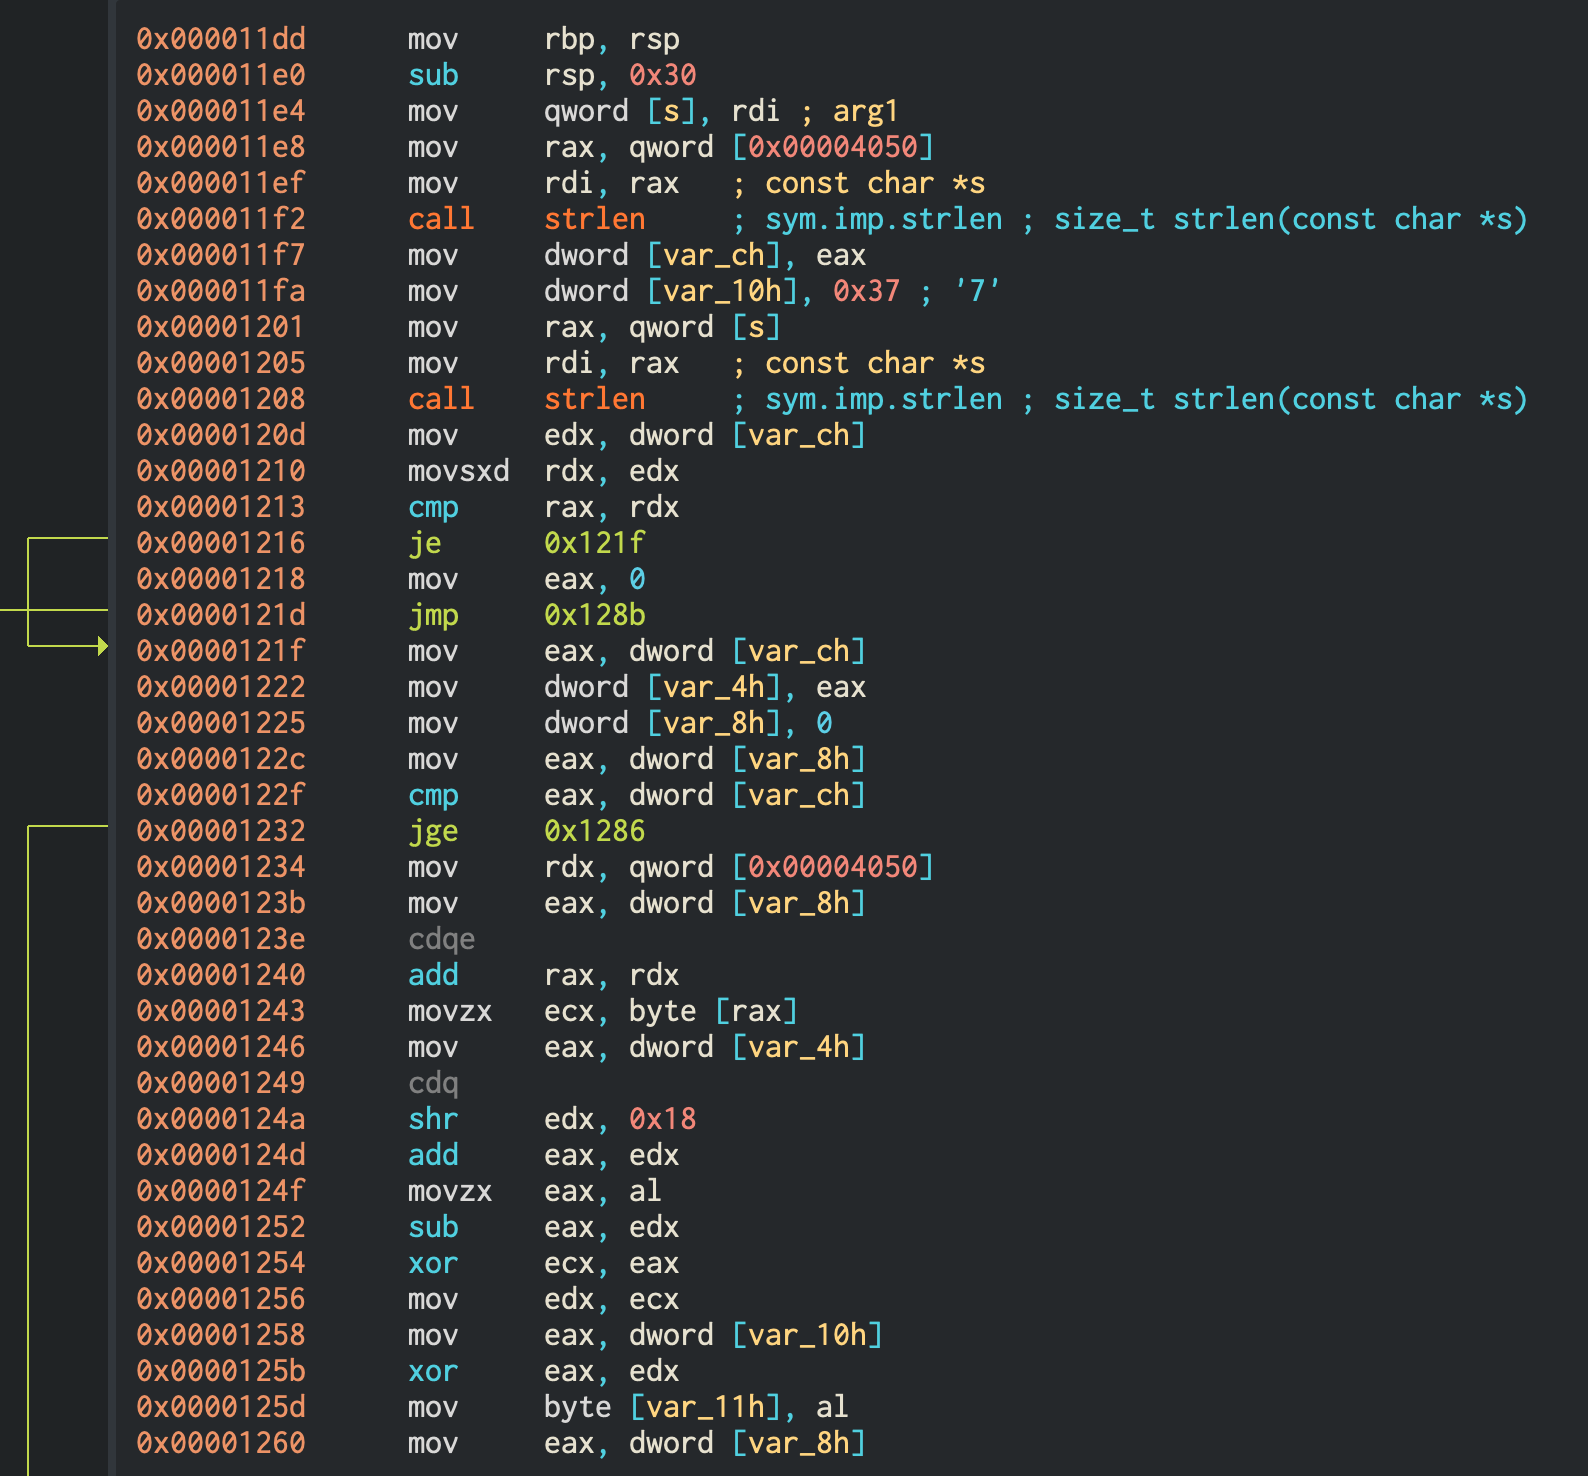 0x000011dd mov rbp, rsp
0x000011e0 sub rsp, 0x30
0x000011e4 mov qword [s], rdi ; arg1
0x000011e8 mov rax, qword [0x00004050]
0x000011ef mov rdi, rax ; const char *s
0x000011f2 call strlen ; sym.imp.strlen ; size_t strlen(const char *s)
0x000011f7 mov dword [var_ch], eax
0x000011fa mov dword [var_10h], 0x37 ; '7'
0x00001201 mov rax, qword [s]
0x00001205 mov rdi, rax ; const char *s
0x00001208 call strlen ; sym.imp.strlen ; size_t strlen(const char *s)
0x0000120d mov edx, dword [var_ch]
0x00001210 movsxd rdx, edx
0x00001213 cmp rax, rdx
0x00001216 je 0x121f
0x00001218 mov eax, 0
0x0000121d jmp 0x128b
0x0000121f mov eax, dword [var_ch]
0x00001222 mov dword [var_4h], eax
0x00001225 mov dword [var_8h], 0
0x0000122c mov eax, dword [var_8h]
0x0000122f cmp eax, dword [var_ch]
0x00001232 jge 0x1286
0x00001234 mov rdx, qword [0x00004050]
0x0000123b mov eax, dword [var_8h]
0x0000123e cdqe
0x00001240 add rax, rdx
0x00001243 movzx ecx, byte [rax]
0x00001246 mov eax, dword [var_4h]
0x00001249 cdq
0x0000124a shr edx, 0x18
0x0000124d add eax, edx
0x0000124f movzx eax, al
0x00001252 sub eax, edx
0x00001254 xor ecx, eax
0x00001256 mov edx, ecx
0x00001258 mov eax, dword [var_10h]
0x0000125b xor eax, edx
0x0000125d mov byte [var_11h], al
0x00001260 mov eax, dword [var_8h]